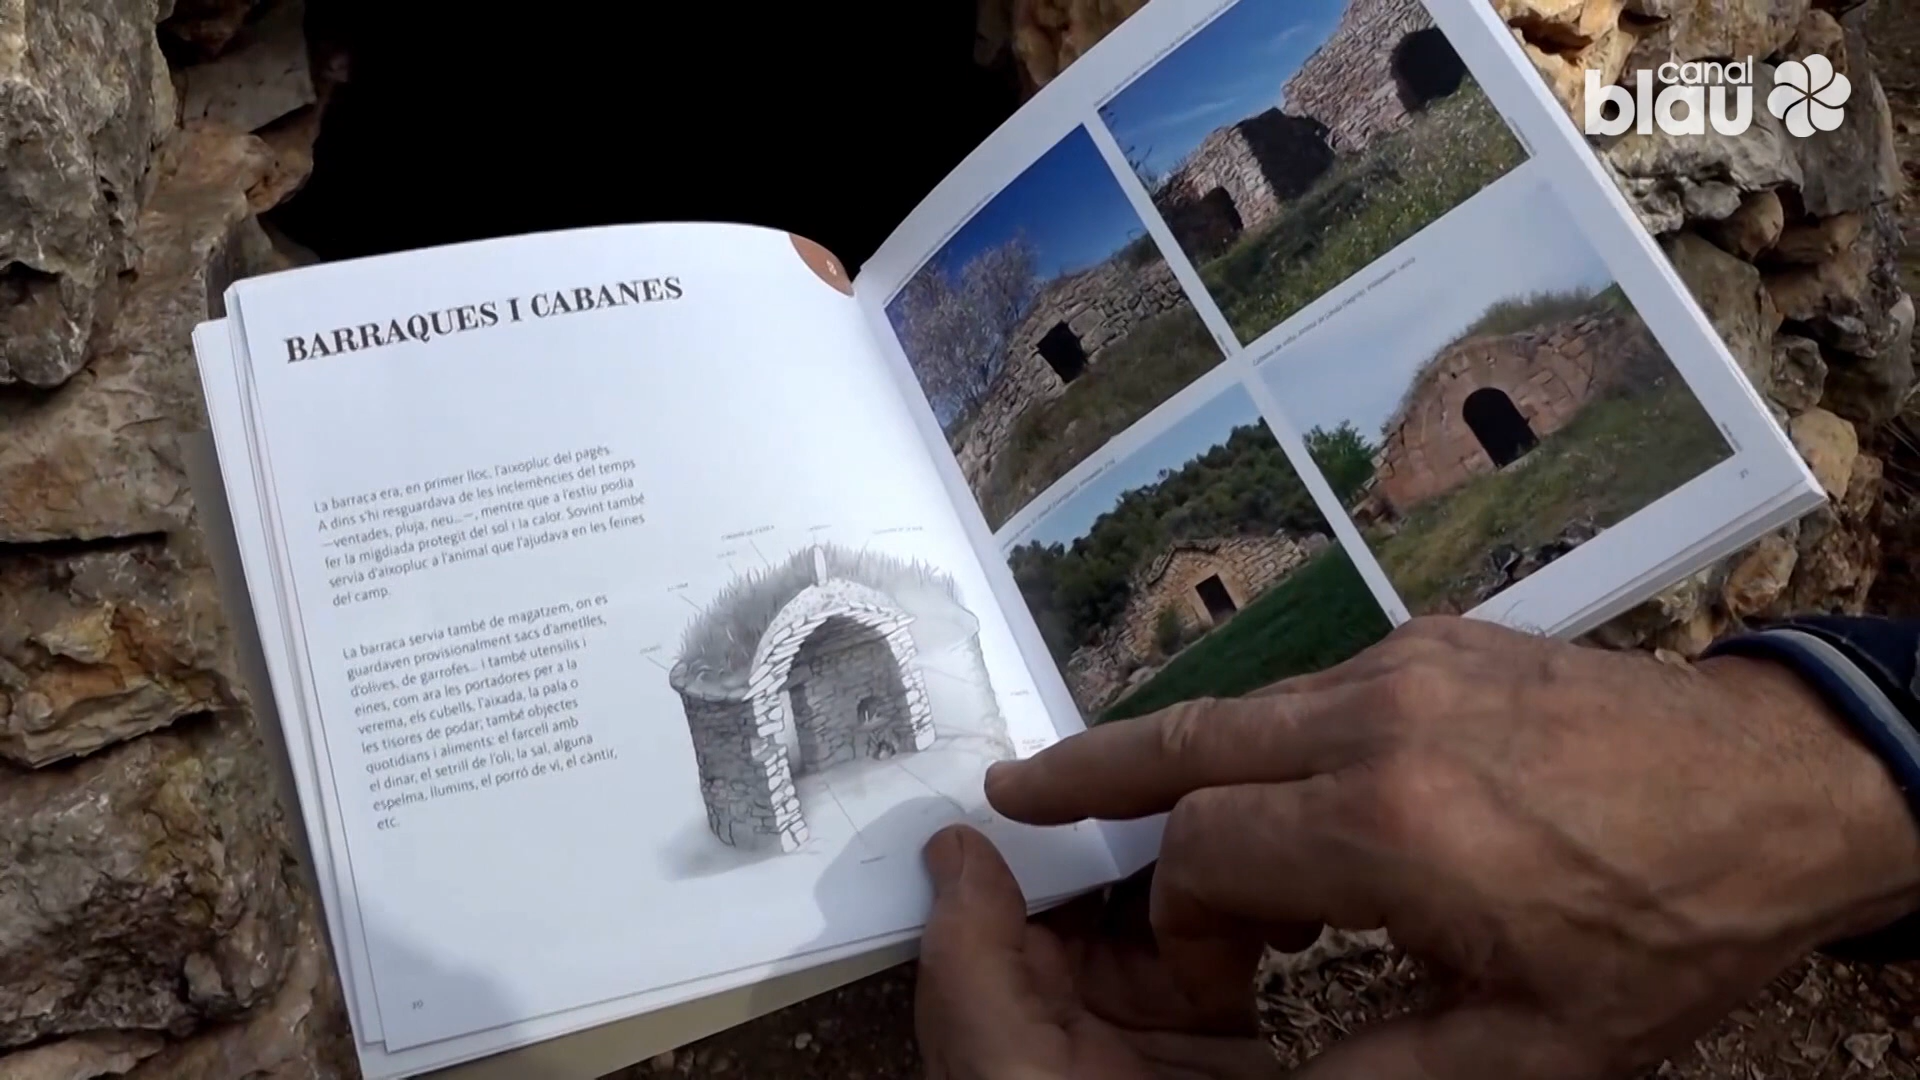 canal
blau
BARRAQUES I CABANES
La barraca era, en primer lloc, l'aixopluc del pagès.
A dins s'hi resguardava de les inclemències del temps
—ventades, pluja, neu...—, mentre que a l'estiu podia
fer la migdiada protegit del sol i la calor. Sovint també
servia d'aixopluc a l'animal que l'ajudava en les feines
del camp.
La barraca servia també de magatzem, on es
guardaven provisionalment sacs d'ametlles,
d'olives, de garrofes... i també utensilis i
eines, com ara les portadores per a la
verema, els cubells, l'aixada, la pala o
les tisores de podar; també objectes
quotidians i aliments: el farcell amb
el dinar, el setrill de l'oli, la sal, alguna
espelma, llumins, el porró de vi, el càntir,
etc.
20